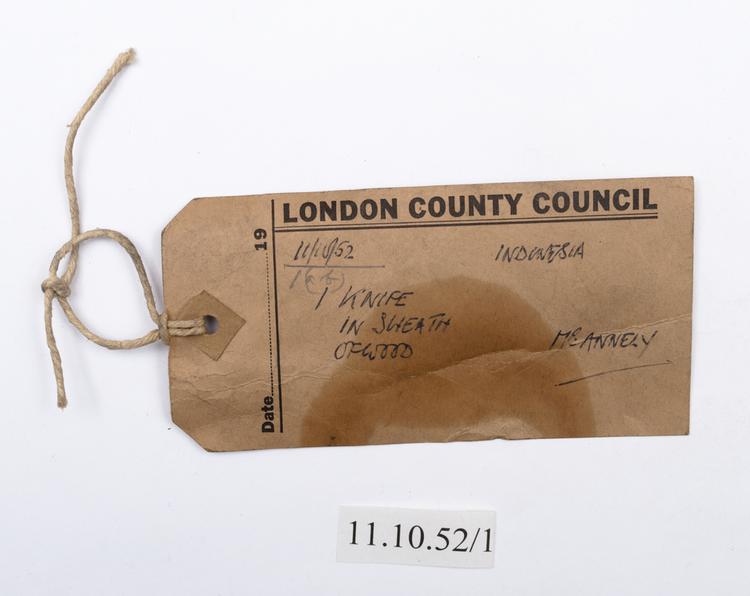 LONDON COUNTY COUNCIL
Date 19
11/10/52
INDONESIA
1 KNIFE
IN SHEATH
OF WOOD
McANNELY
11.10.52/1